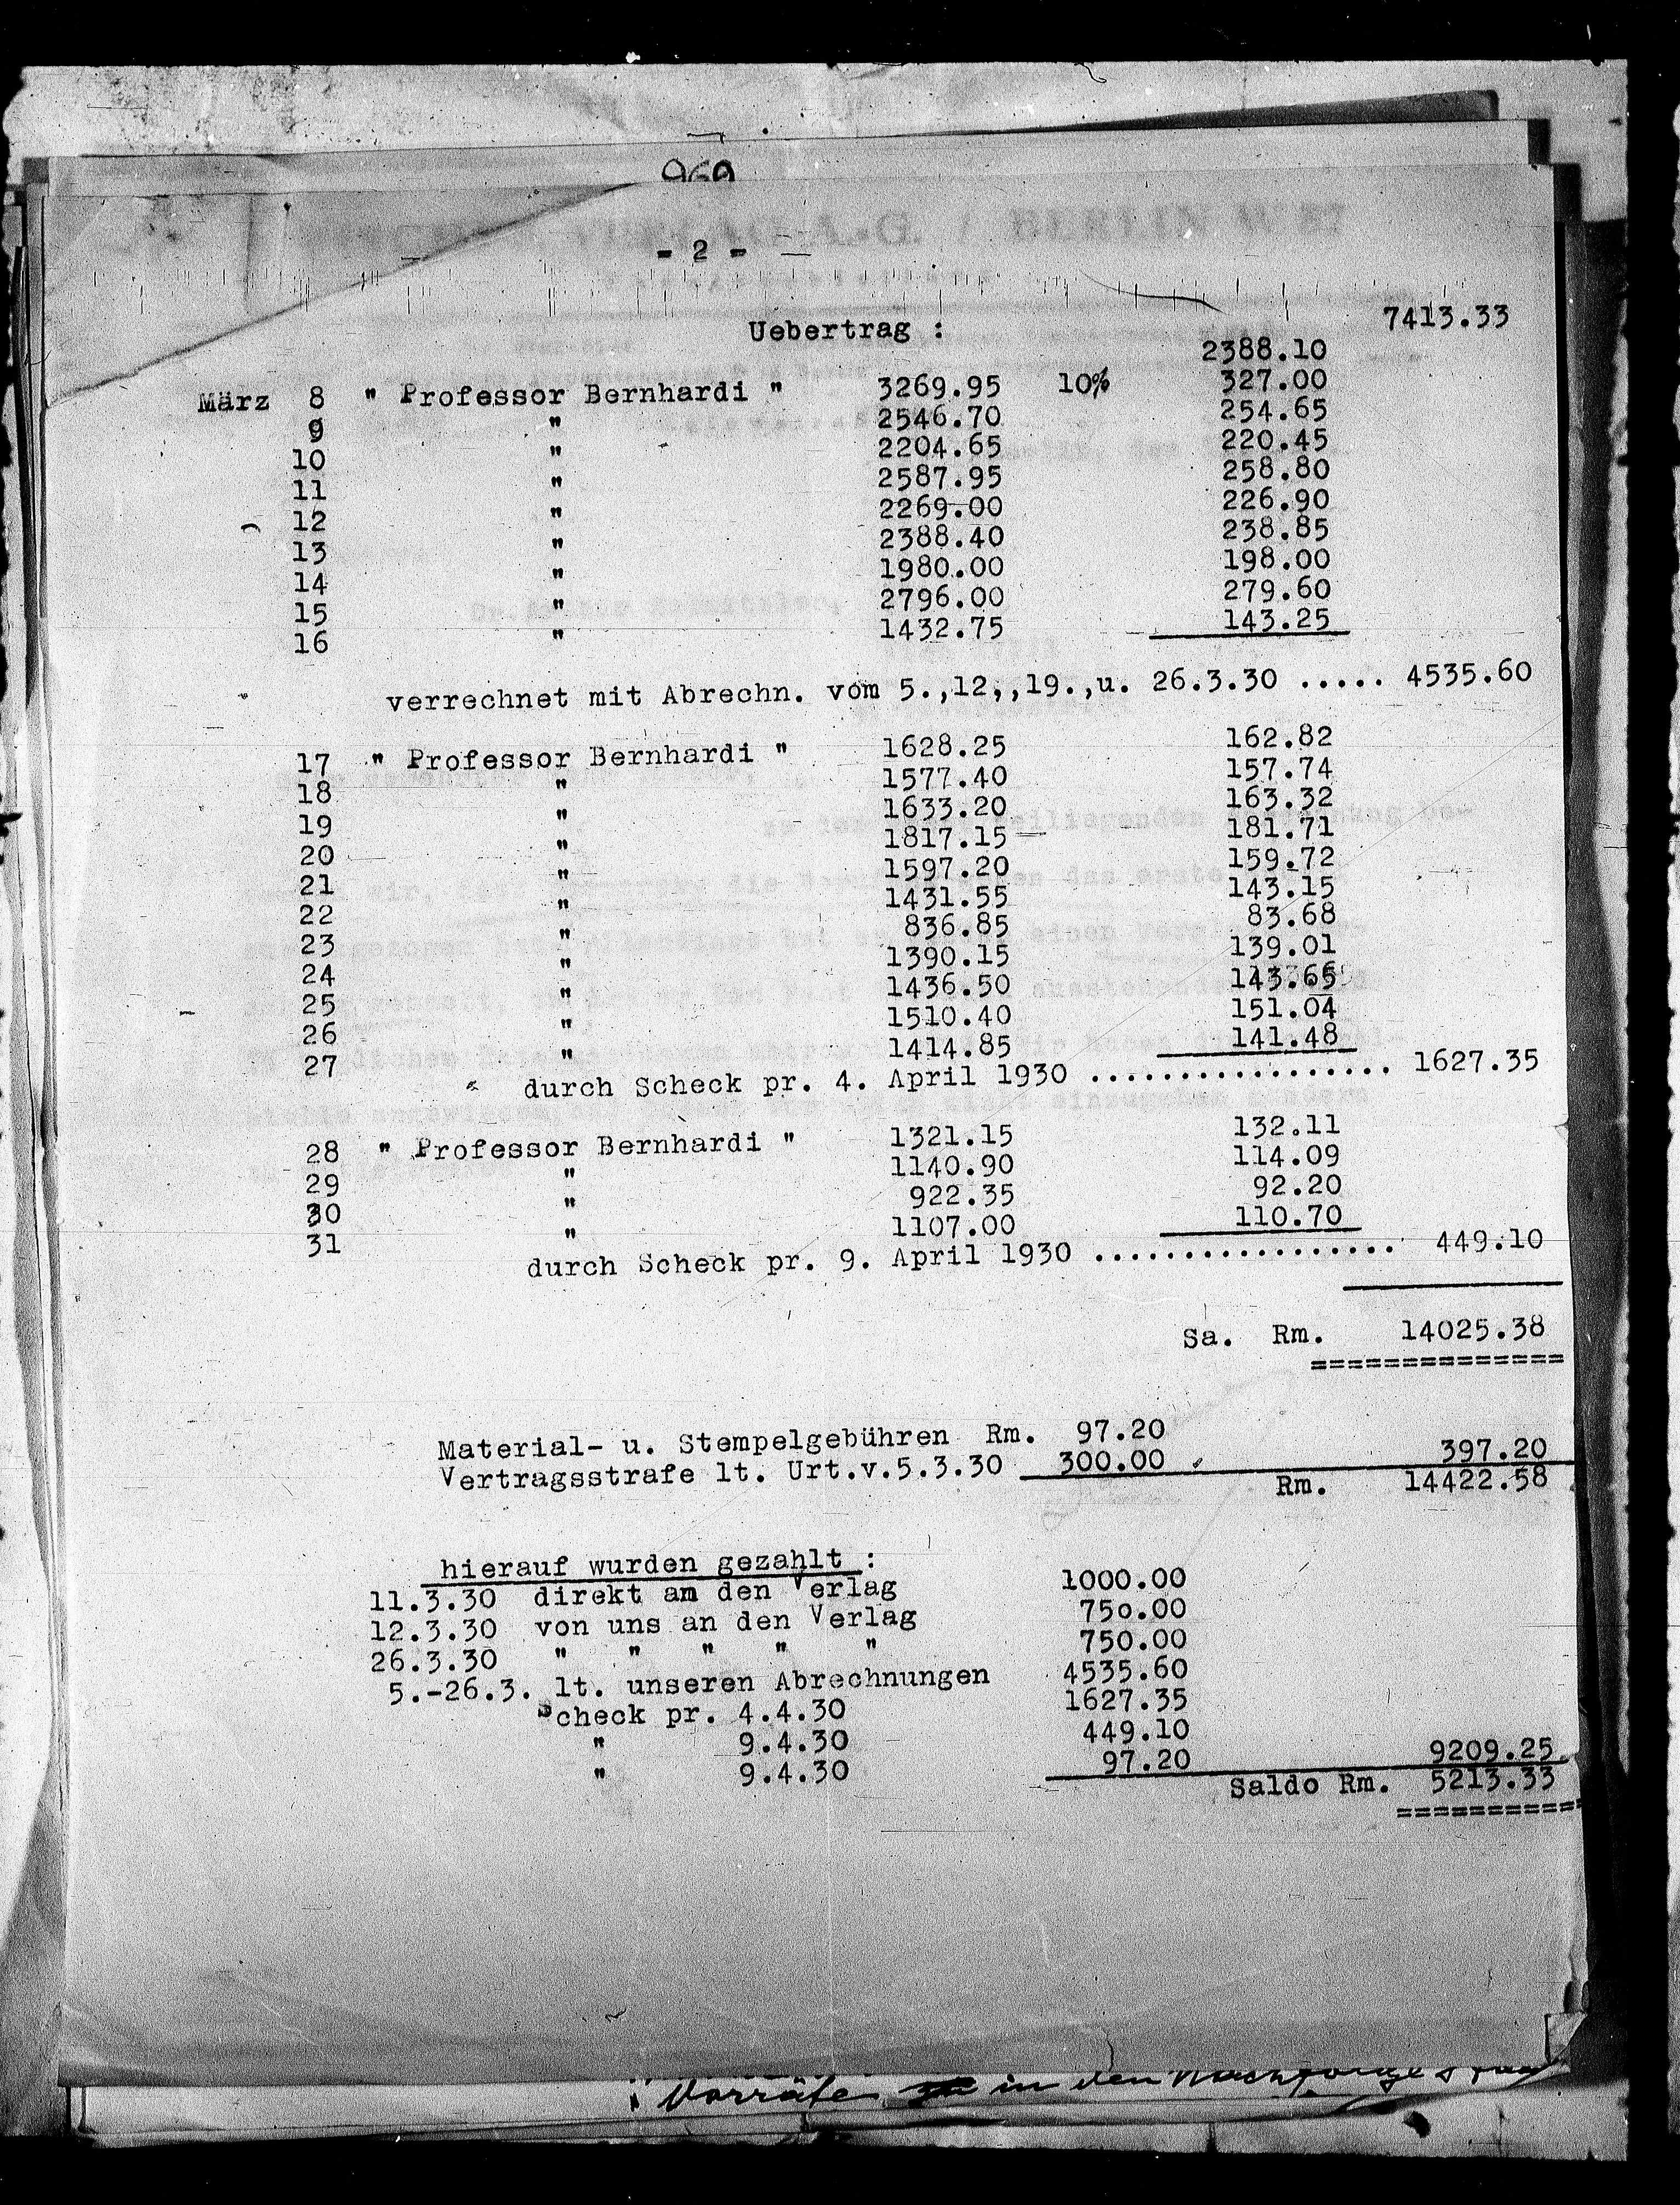 969
- 2 -
Uebertrag : 7413.33
2388.10
März 8 " Professor Bernhardi " 3269.95 10% 327.00
9 " 2546.70 254.65
10 " 2204.65 220.45
11 " 2587.95 258.80
12 " 2269.00 226.90
13 " 2388.40 238.85
14 " 1980.00 198.00
15 " 2796.00 279.60
16 " 1432.75 143.25
verrechnet mit Abrechn. vom 5.,12,,19.,u. 26.3.30 ..... 4535.60
17 " Professor Bernhardi " 1628.25 162.82
18 " 1577.40 157.74
19 " 1633.20 163.32
20 " 1817.15 181.71
21 " 1597.20 159.72
22 " 1431.55 143.15
23 " 836.85 83.68
24 " 1390.15 139.01
25 " 1436.50 143.65
26 " 1510.40 151.04
27 " 1414.85 141.48
durch Scheck pr. 4. April 1930 ................. 1627.35
28 " Professor Bernhardi " 1321.15 132.11
29 " 1140.90 114.09
30 " 922.35 92.20
31 " 1107.00 110.70
durch Scheck pr. 9. April 1930 ................. 449.10
Sa. Rm. 14025.38
==============
Material- u. Stempelgebühren Rm. 97.20
Vertragsstrafe lt. Urt.v.5.3.30 300.00 397.20
Rm. 14422.58
hierauf wurden gezahlt :
11.3.30 direkt am den Verlag 1000.00
12.3.30 von uns an den Verlag 750.00
26.3.30 " " " " " 750.00
5.-26.3. lt. unseren Abrechnungen 4535.60
Scheck pr. 4.4.30 1627.35
" 9.4.30 449.10
" 9.4.30 97.20 9209.25
Saldo Rm. 5213.33
==========
Vorräte in den